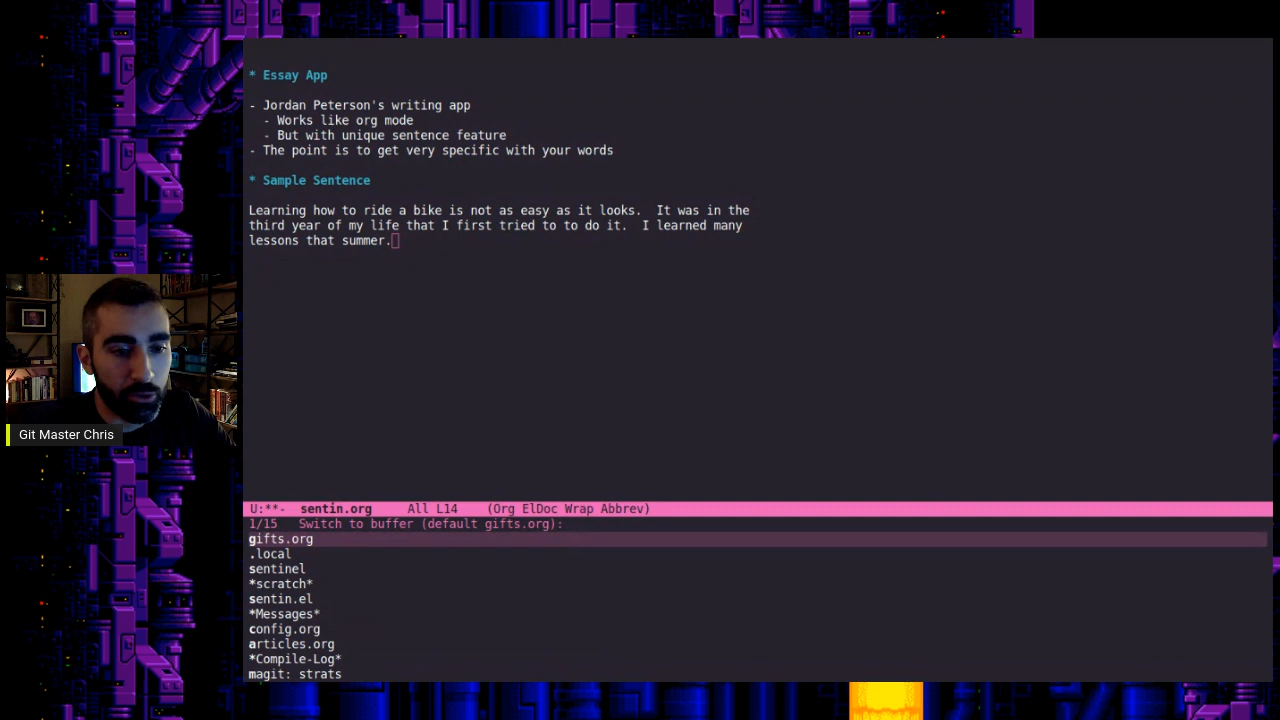 * Essay App
- Jordan Peterson's writing app
- Works like org mode
- But with unique sentence feature
- The point is to get very specific with your words
* Sample Sentence
Learning how to ride a bike is not as easy as it looks.  It was in the
third year of my life that I first tried to to do it.  I learned many
lessons that summer.
Git Master Chris
U:**-  sentin.org     All L14    (Org ElDoc Wrap Abbrev)
1/15   Switch to buffer (default gifts.org):
gifts.org
.local
sentinel
*scratch*
sentin.el
*Messages*
config.org
articles.org
*Compile-Log*
magit: strats